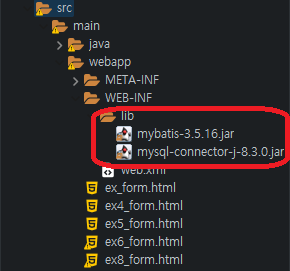 src
main
java
webapp
META-INF
WEB-INF
lib
mybatis-3.5.16.jar
mysql-connector-j-8.3.0.jar
web.xml
ex_form.html
ex4_form.html
ex5_form.html
ex6_form.html
ex8_form.html